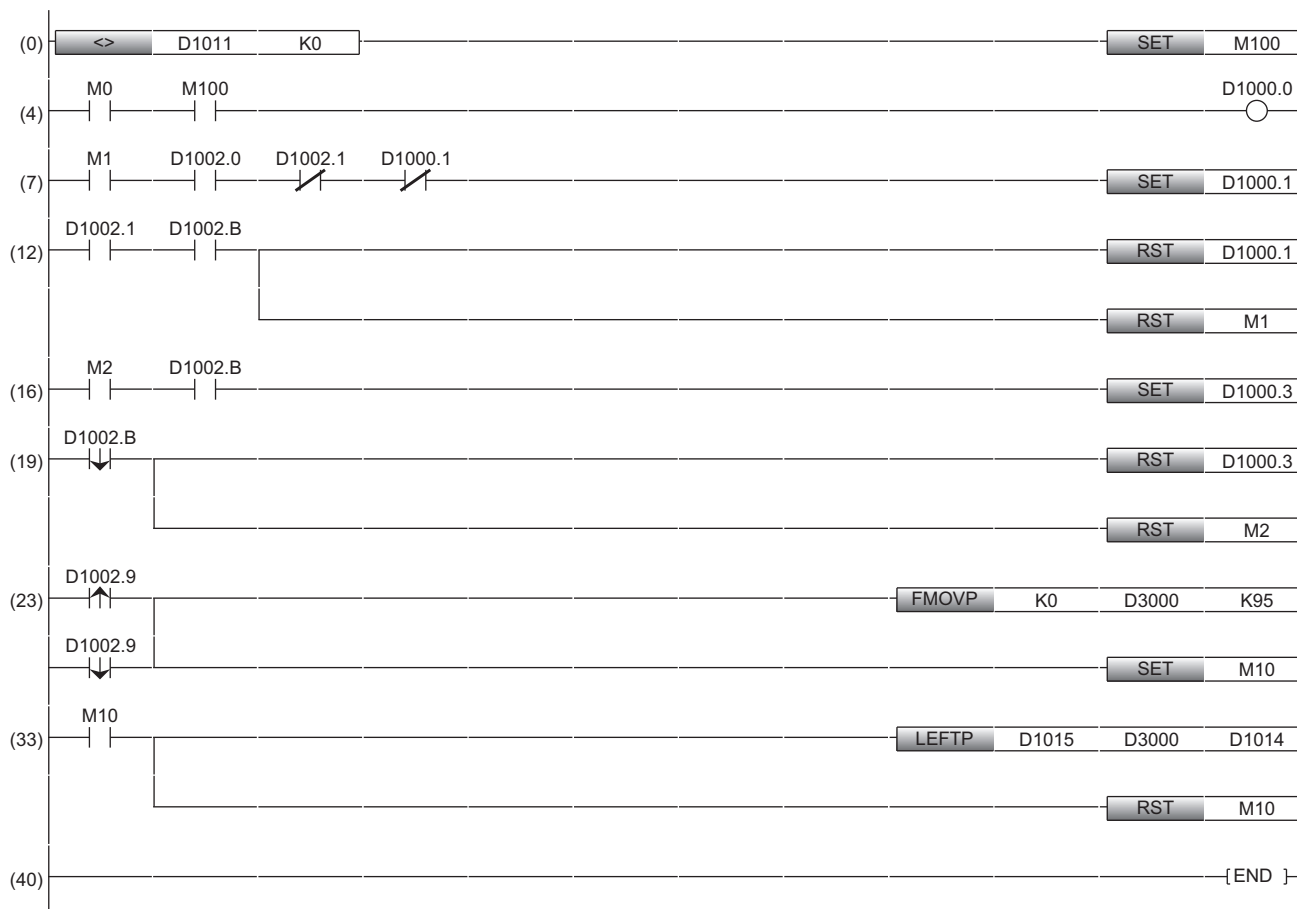 (0) <> D1011 K0 SET M100
M0 M100 D1000.0
(4)
M1 D1002.0 D1002.1 D1000.1
(7) SET D1000.1
D1002.1 D1002.B
(12) RST D1000.1
RST M1
M2 D1002.B
(16) SET D1000.3
D1002.B
(19) RST D1000.3
RST M2
D1002.9
(23) FMOVP K0 D3000 K95
D1002.9
SET M10
M10
(33) LEFTP D1015 D3000 D1014
RST M10
(40) [END ]